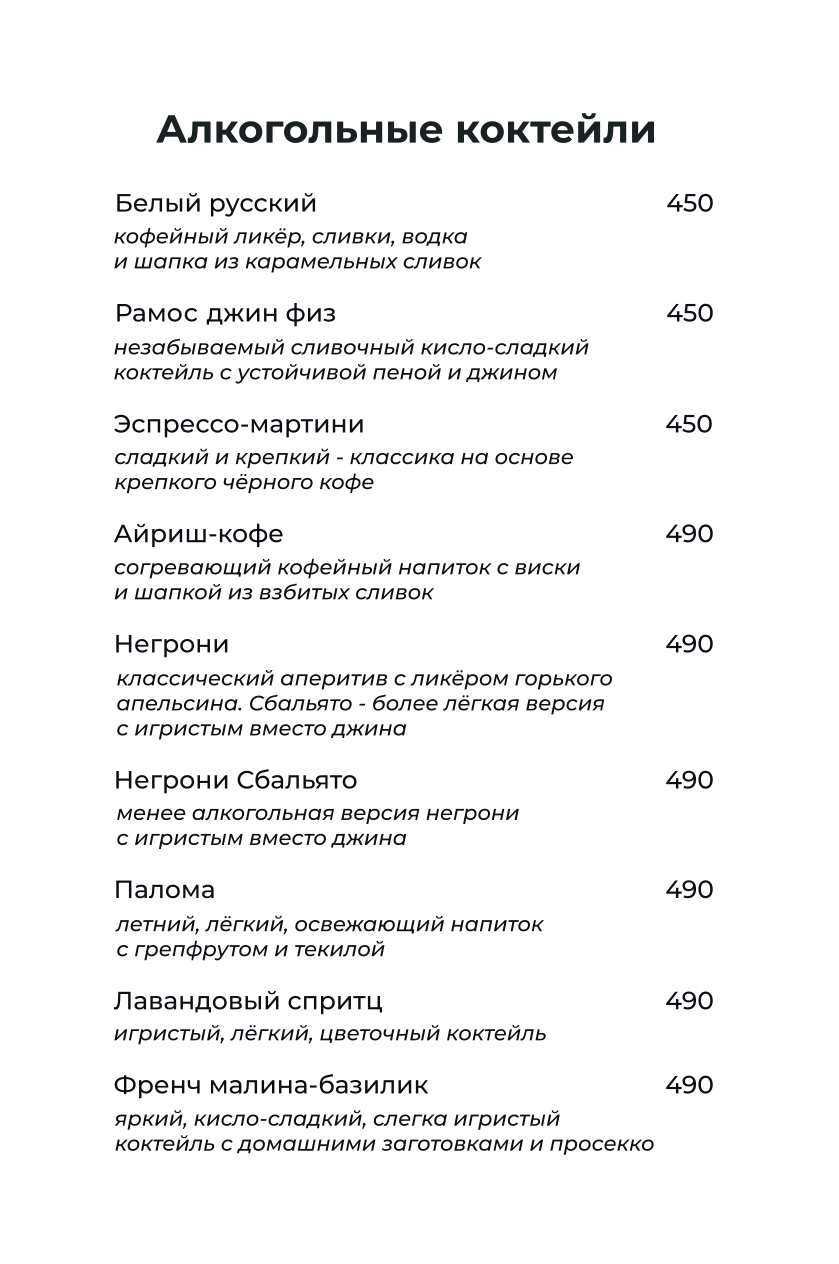 Алкогольные коктейли
Белый русский 450
кофейный ликёр, сливки, водка
и шапка из карамельных сливок
Рамос джин физ 450
незабываемый сливочный кисло-сладкий
коктейль с устойчивой пеной и джином
Эспрессо-мартини 450
сладкий и крепкий - классика на основе
крепкого чёрного кофе
Айриш-кофе 490
согревающий кофейный напиток с виски
и шапкой из взбитых сливок
Негрони 490
классический аперитив с ликёром горького
апельсина. Сбальято - более лёгкая версия
с игристым вместо джина
Негрони Сбальято 490
менее алкогольная версия негрони
с игристым вместо джина
Палома 490
летний, лёгкий, освежающий напиток
с грепфрутом и текилой
Лавандовый спритц 490
игристый, лёгкий, цветочный коктейль
Френч малина-базилик 490
яркий, кисло-сладкий, слегка игристый
коктейль с домашними заготовками и просекко